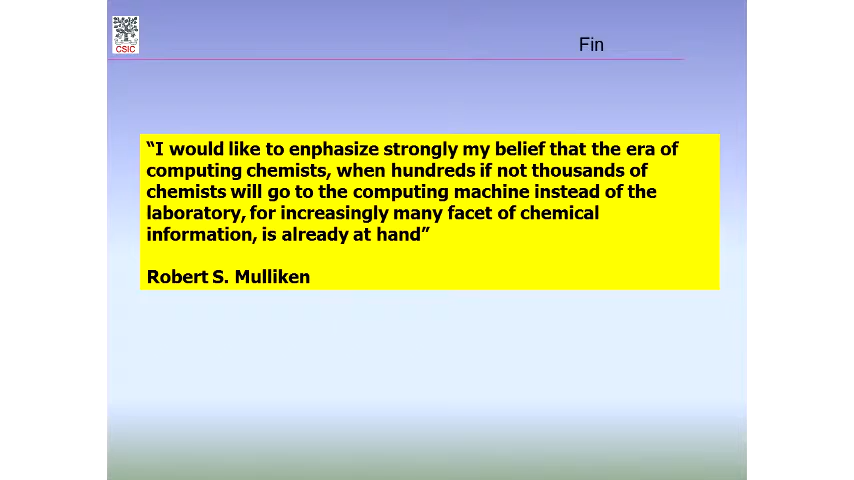 CSIC
Fin
“I would like to enphasize strongly my belief that the era of
computing chemists, when hundreds if not thousands of
chemists will go to the computing machine instead of the
laboratory, for increasingly many facet of chemical
information, is already at hand”
Robert S. Mulliken